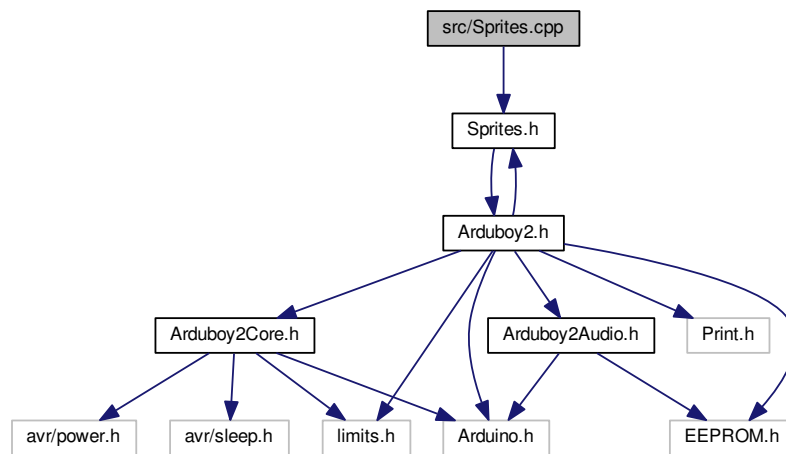 src/Sprites.cpp
Sprites.h
Arduboy2.h
Arduboy2Core.h
Arduboy2Audio.h
Print.h
avr/power.h
avr/sleep.h
limits.h
Arduino.h
EEPROM.h